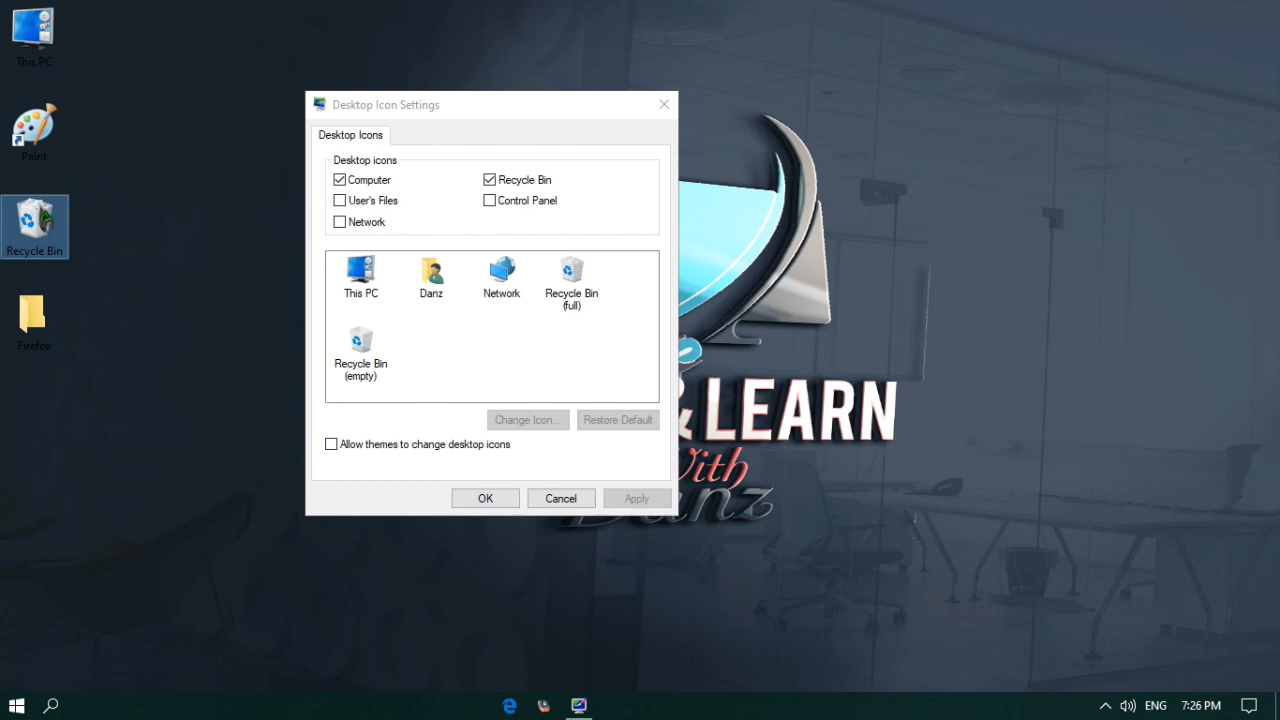 This PC
Paint
Recycle Bin
Firefox
Desktop Icon Settings
Desktop Icons
Desktop icons
Computer
Recycle Bin
User's Files
Control Panel
Network
This PC
Danz
Network
Recycle Bin
(full)
Recycle Bin
(empty)
Change Icon...
Restore Default
Allow themes to change desktop icons
OK
Cancel
Apply
& LEARN
With
Danz
ENG
7:26 PM